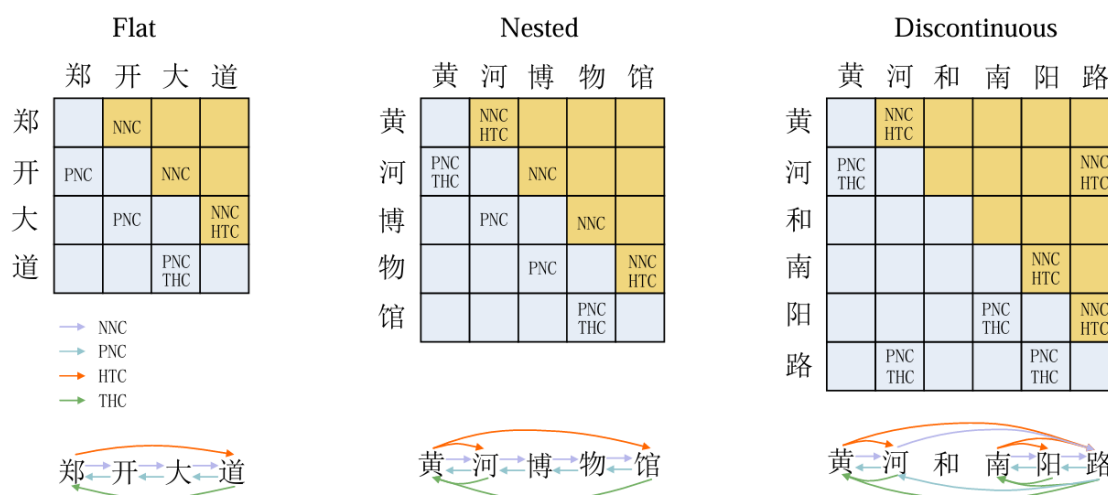 Flat
郑 开 大 道
郑 NNC
开 PNC NNC
大 PNC NNC HTC
道 PNC THC
NNC
PNC
HTC
THC
郑 开 大 道
Nested
黄 河 博 物 馆
黄 NNC HTC
河 PNC THC NNC
博 PNC NNC
物 PNC NNC HTC
馆 PNC THC
黄 河 博 物 馆
Discontinuous
黄 河 和 南 阳 路
黄 NNC HTC
河 PNC THC NNC HTC
和
南 NNC HTC
阳 PNC THC NNC HTC
路 PNC THC PNC THC
黄 河 和 南 阳 路